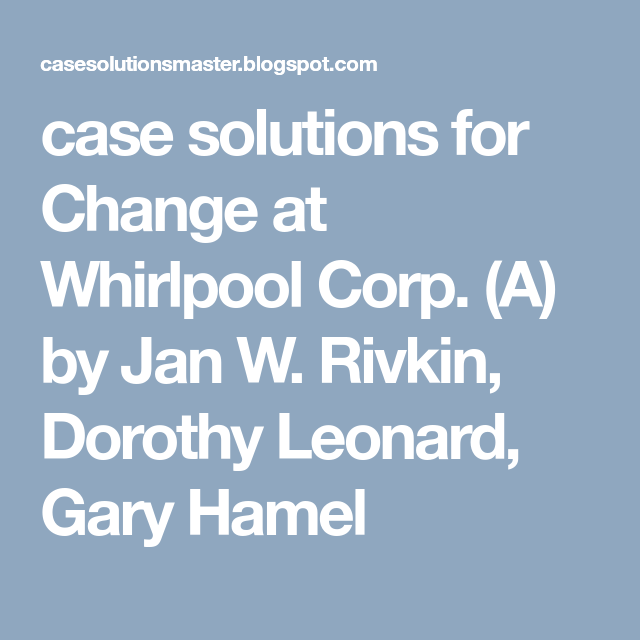 casesolutionsmaster.blogspot.com
case solutions for
Change at
Whirlpool Corp. (A)
by Jan W. Rivkin,
Dorothy Leonard,
Gary Hamel